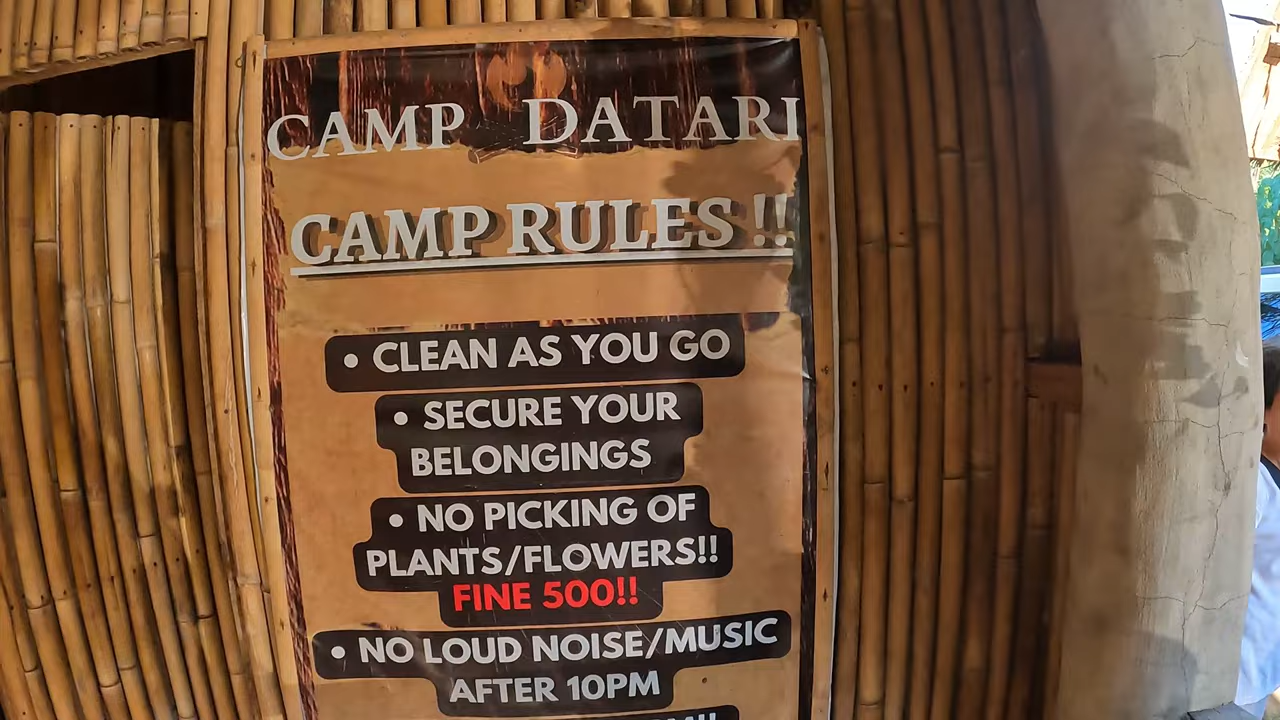 CAMP DATARI
CAMP RULES !!
• CLEAN AS YOU GO
• SECURE YOUR
BELONGINGS
• NO PICKING OF
PLANTS/FLOWERS!!
FINE 500!!
• NO LOUD NOISE/MUSIC
AFTER 10PM